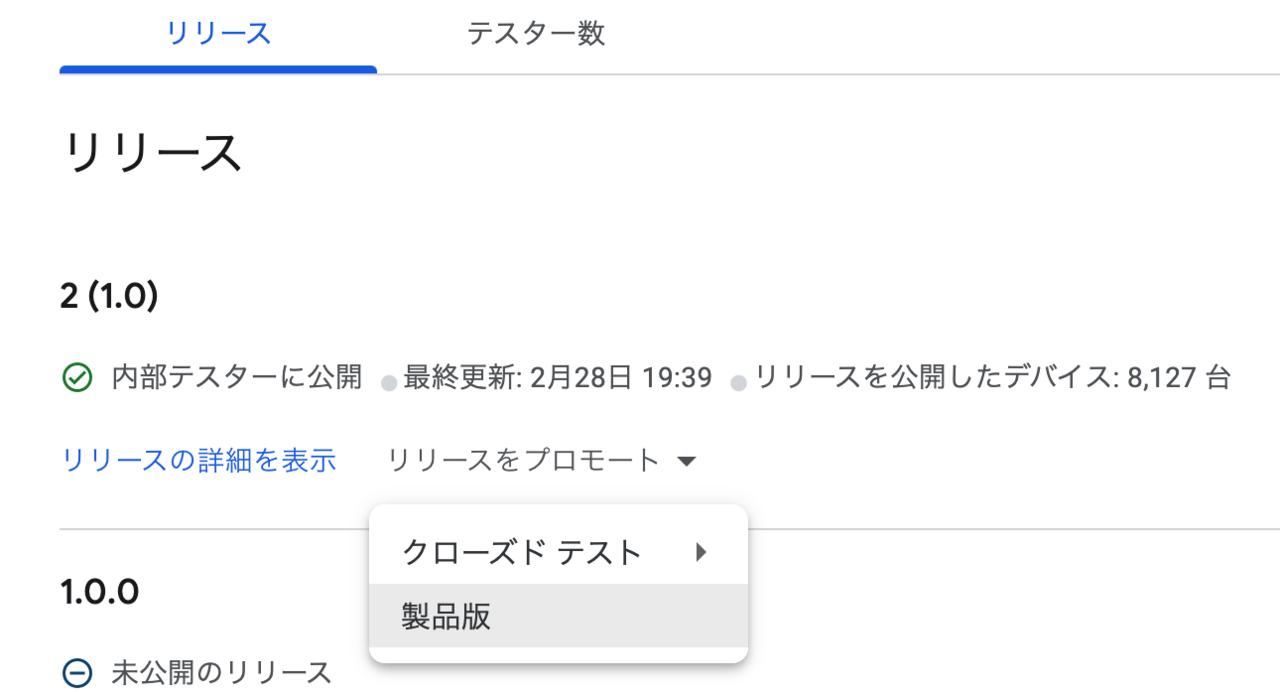 リリース テスター数
リリース
2 (1.0)
内部テスターに公開 最終更新: 2月28日 19:39 リリースを公開したデバイス: 8,127 台
リリースの詳細を表示 リリースをプロモート
クローズド テスト
製品版
1.0.0
未公開のリリース